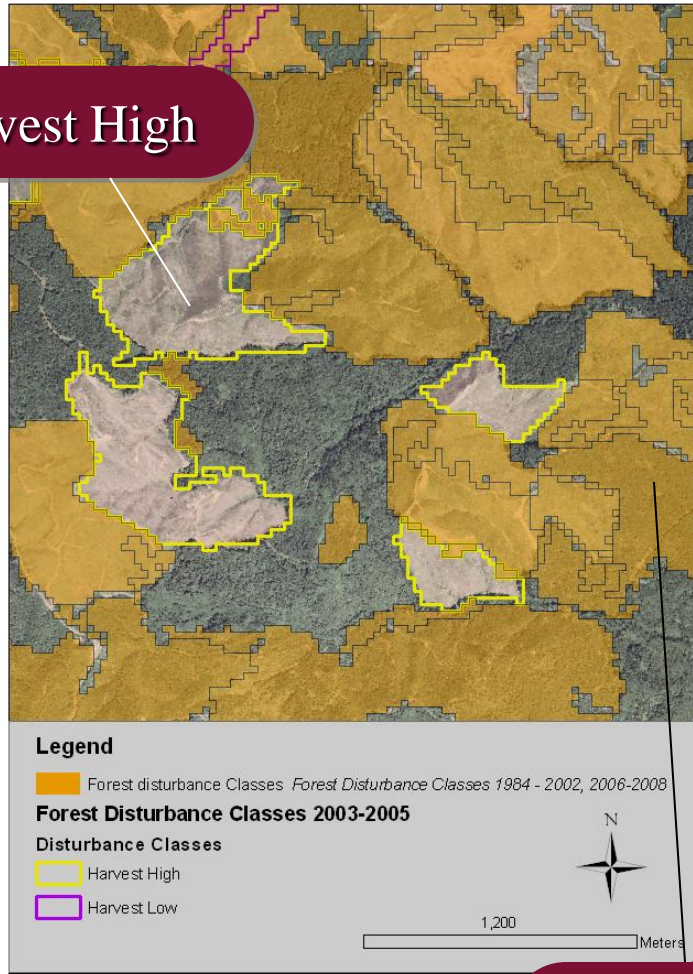 vest High
Legend
Forest disturbance Classes Forest Disturbance Classes 1984 - 2002, 2006-2008
Forest Disturbance Classes 2003-2005
Disturbance Classes
N
Harvest High
Harvest Low
1,200
Meters